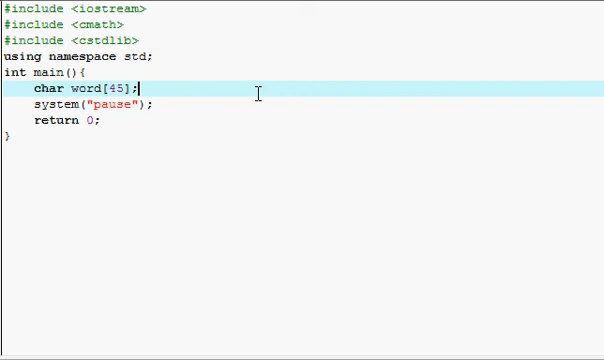 #include <iostream>
#include <cmath>
#include <cstdlib>
using namespace std;
int main(){
    char word[45];
    system("pause");
    return 0;
}